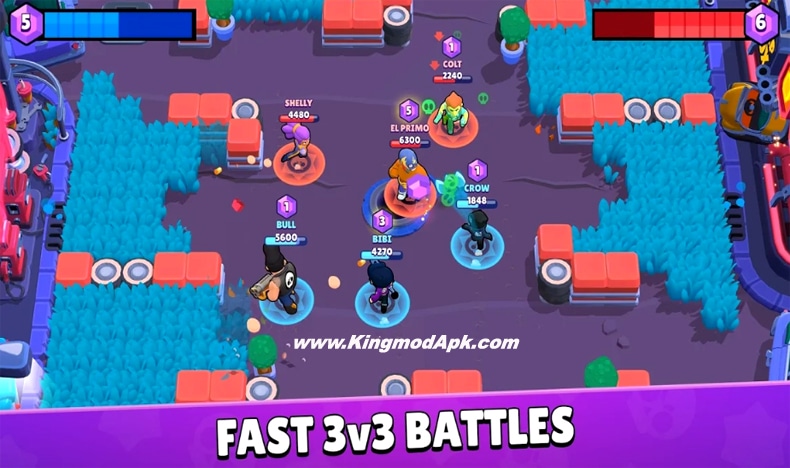 5
6
1
COLT
2240
SHELLY
4480
5
EL PRIMO
6300
1
CROW
1848
1
BULL
5600
3
BIBI
4270
www.KingmodApk.com
FAST 3v3 BATTLES